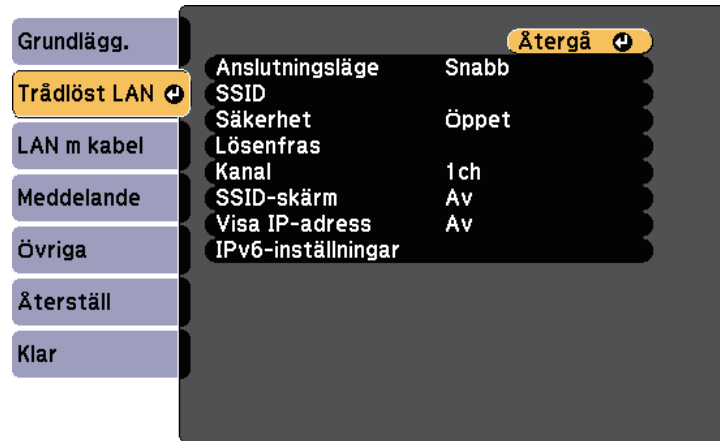 Grundlägg.
Trådlöst LAN
LAN m kabel
Meddelande
Övriga
Återställ
Klar
Återgå
Anslutningsläge Snabb
SSID
Säkerhet Öppet
Lösenfras
Kanal 1ch
SSID-skärm Av
Visa IP-adress Av
IPv6-inställningar